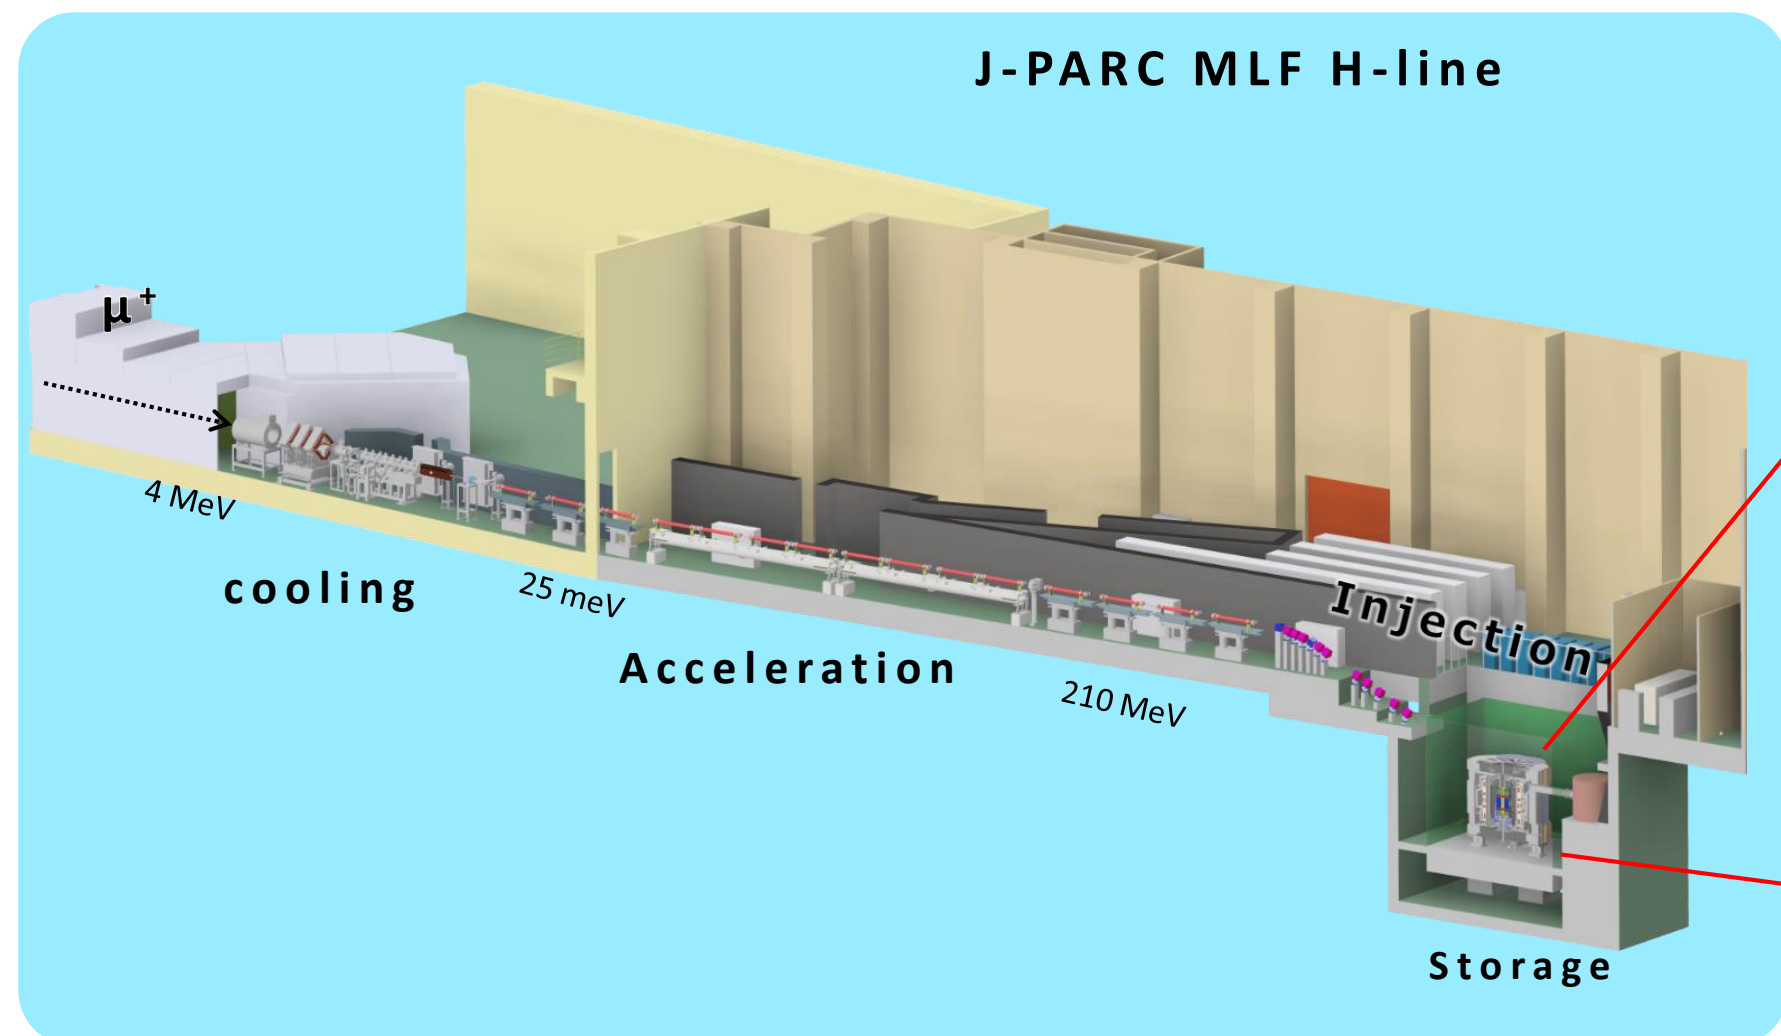 J-PARC MLF H-line
μ⁺
4 MeV
cooling
25 meV
Acceleration
210 MeV
Injection
Storage